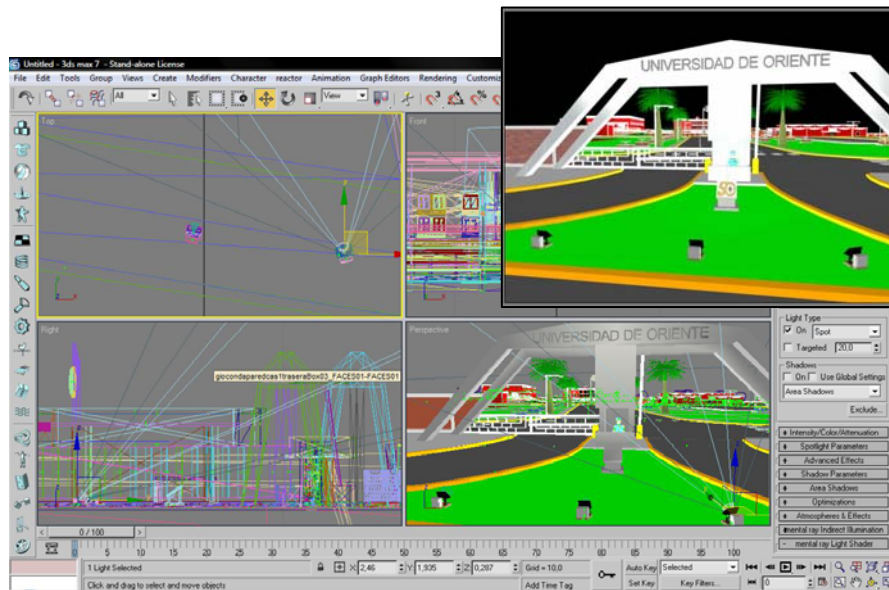 Untitled - 3ds max 7 - Stand-alone License
File Edit Tools Group Views Create Modifiers Character reactor Animation Graph Editors Rendering Customiz
All
View
UNIVERSIDAD DE ORIENTE
Top
Front
Right
giocondaparedcas1traseraBox03_FACES01-FACES01
Perspective
UNIVERSIDAD DE ORIENTE
Light Type
On Spot
Targeted 20,0
Shadows
On Use Global Settings
Area Shadows
Exclude...
+ Intensity/Color/Attenuation
+ Spotlight Parameters
+ Advanced Effects
+ Shadow Parameters
+ Area Shadows
+ Optimizations
+ Atmospheres & Effects
mental ray Indirect Illumination
- mental ray Light Shader
< 0 / 100 >
0 5 10 15 20 25 30 35 40 45 50 55 60 65 70 75 80 85 90 95 100
1 Light Selected X: 2,46 Y: 1,935 Z: 0,287 Grid = 10,0 Auto Key Selected
Click and drag to select and move objects Add Time Tag Set Key Key Filters... 0